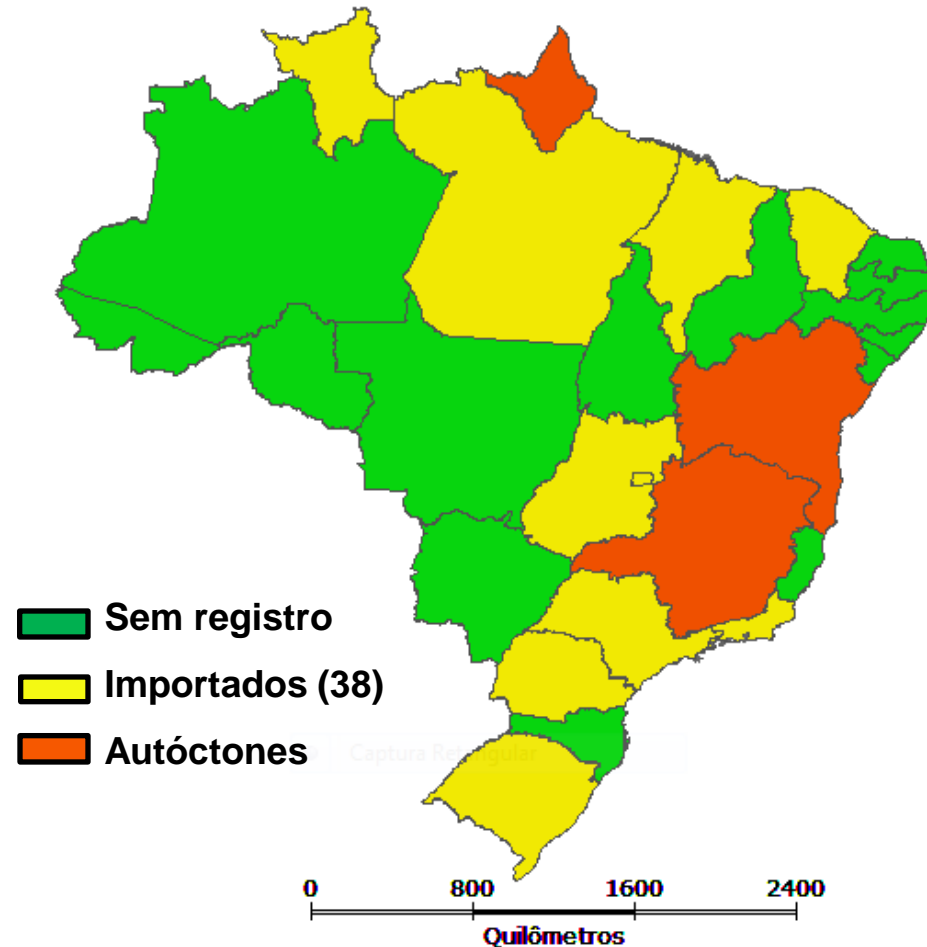 Sem registro
Importados (38)
Autóctones
Captura Retangular
0 800 1600 2400
Quilômetros